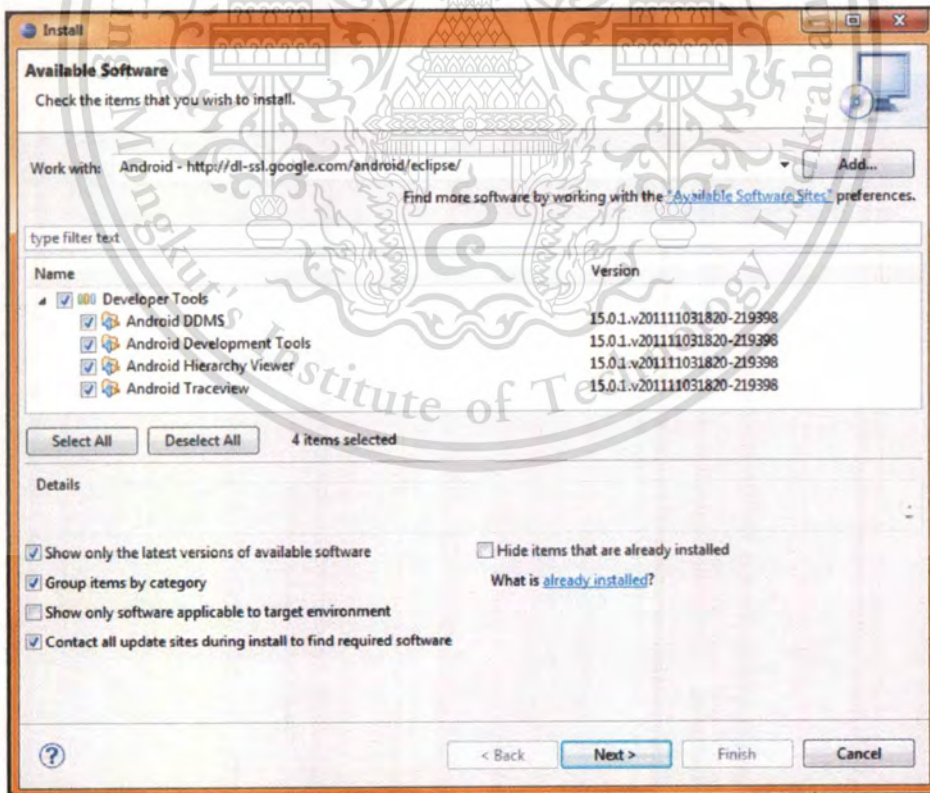 Install
Available Software
Check the items that you wish to install.
Work with: Android - http://dl-ssl.google.com/android/eclipse/ Add...
Find more software by working with the "Available Software Sites" preferences.
type filter text
Name Version
Developer Tools
Android DDMS 15.0.1.v201111031820-219398
Android Development Tools 15.0.1.v201111031820-219398
Android Hierarchy Viewer 15.0.1.v201111031820-219398
Android Traceview 15.0.1.v201111031820-219398
Select All Deselect All 4 items selected
Details
Show only the latest versions of available software
Hide items that are already installed
Group items by category
What is already installed?
Show only software applicable to target environment
Contact all update sites during install to find required software
< Back Next > Finish Cancel
Institute of Technology